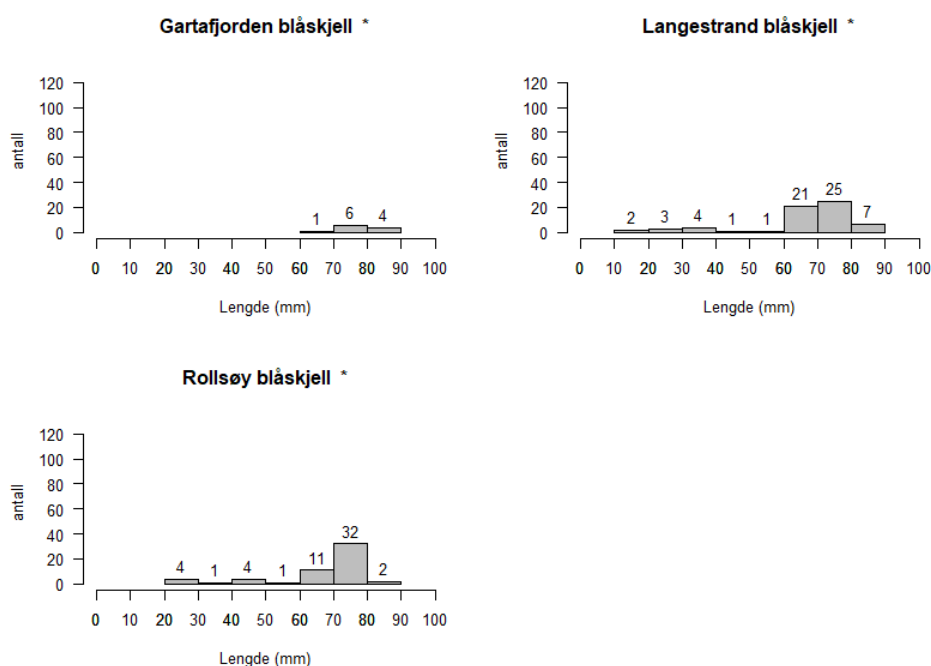 Gartafjorden blåskjell *
antall
120
100
80
60
40
20
0
1 6 4
0 10 20 30 40 50 60 70 80 90 100
Lengde (mm)
Langestrand blåskjell *
antall
120
100
80
60
40
20
0
2 3 4 1 1 21 25 7
0 10 20 30 40 50 60 70 80 90 100
Lengde (mm)
Rollsøy blåskjell *
antall
120
100
80
60
40
20
0
4 1 4 1 11 32 2
0 10 20 30 40 50 60 70 80 90 100
Lengde (mm)